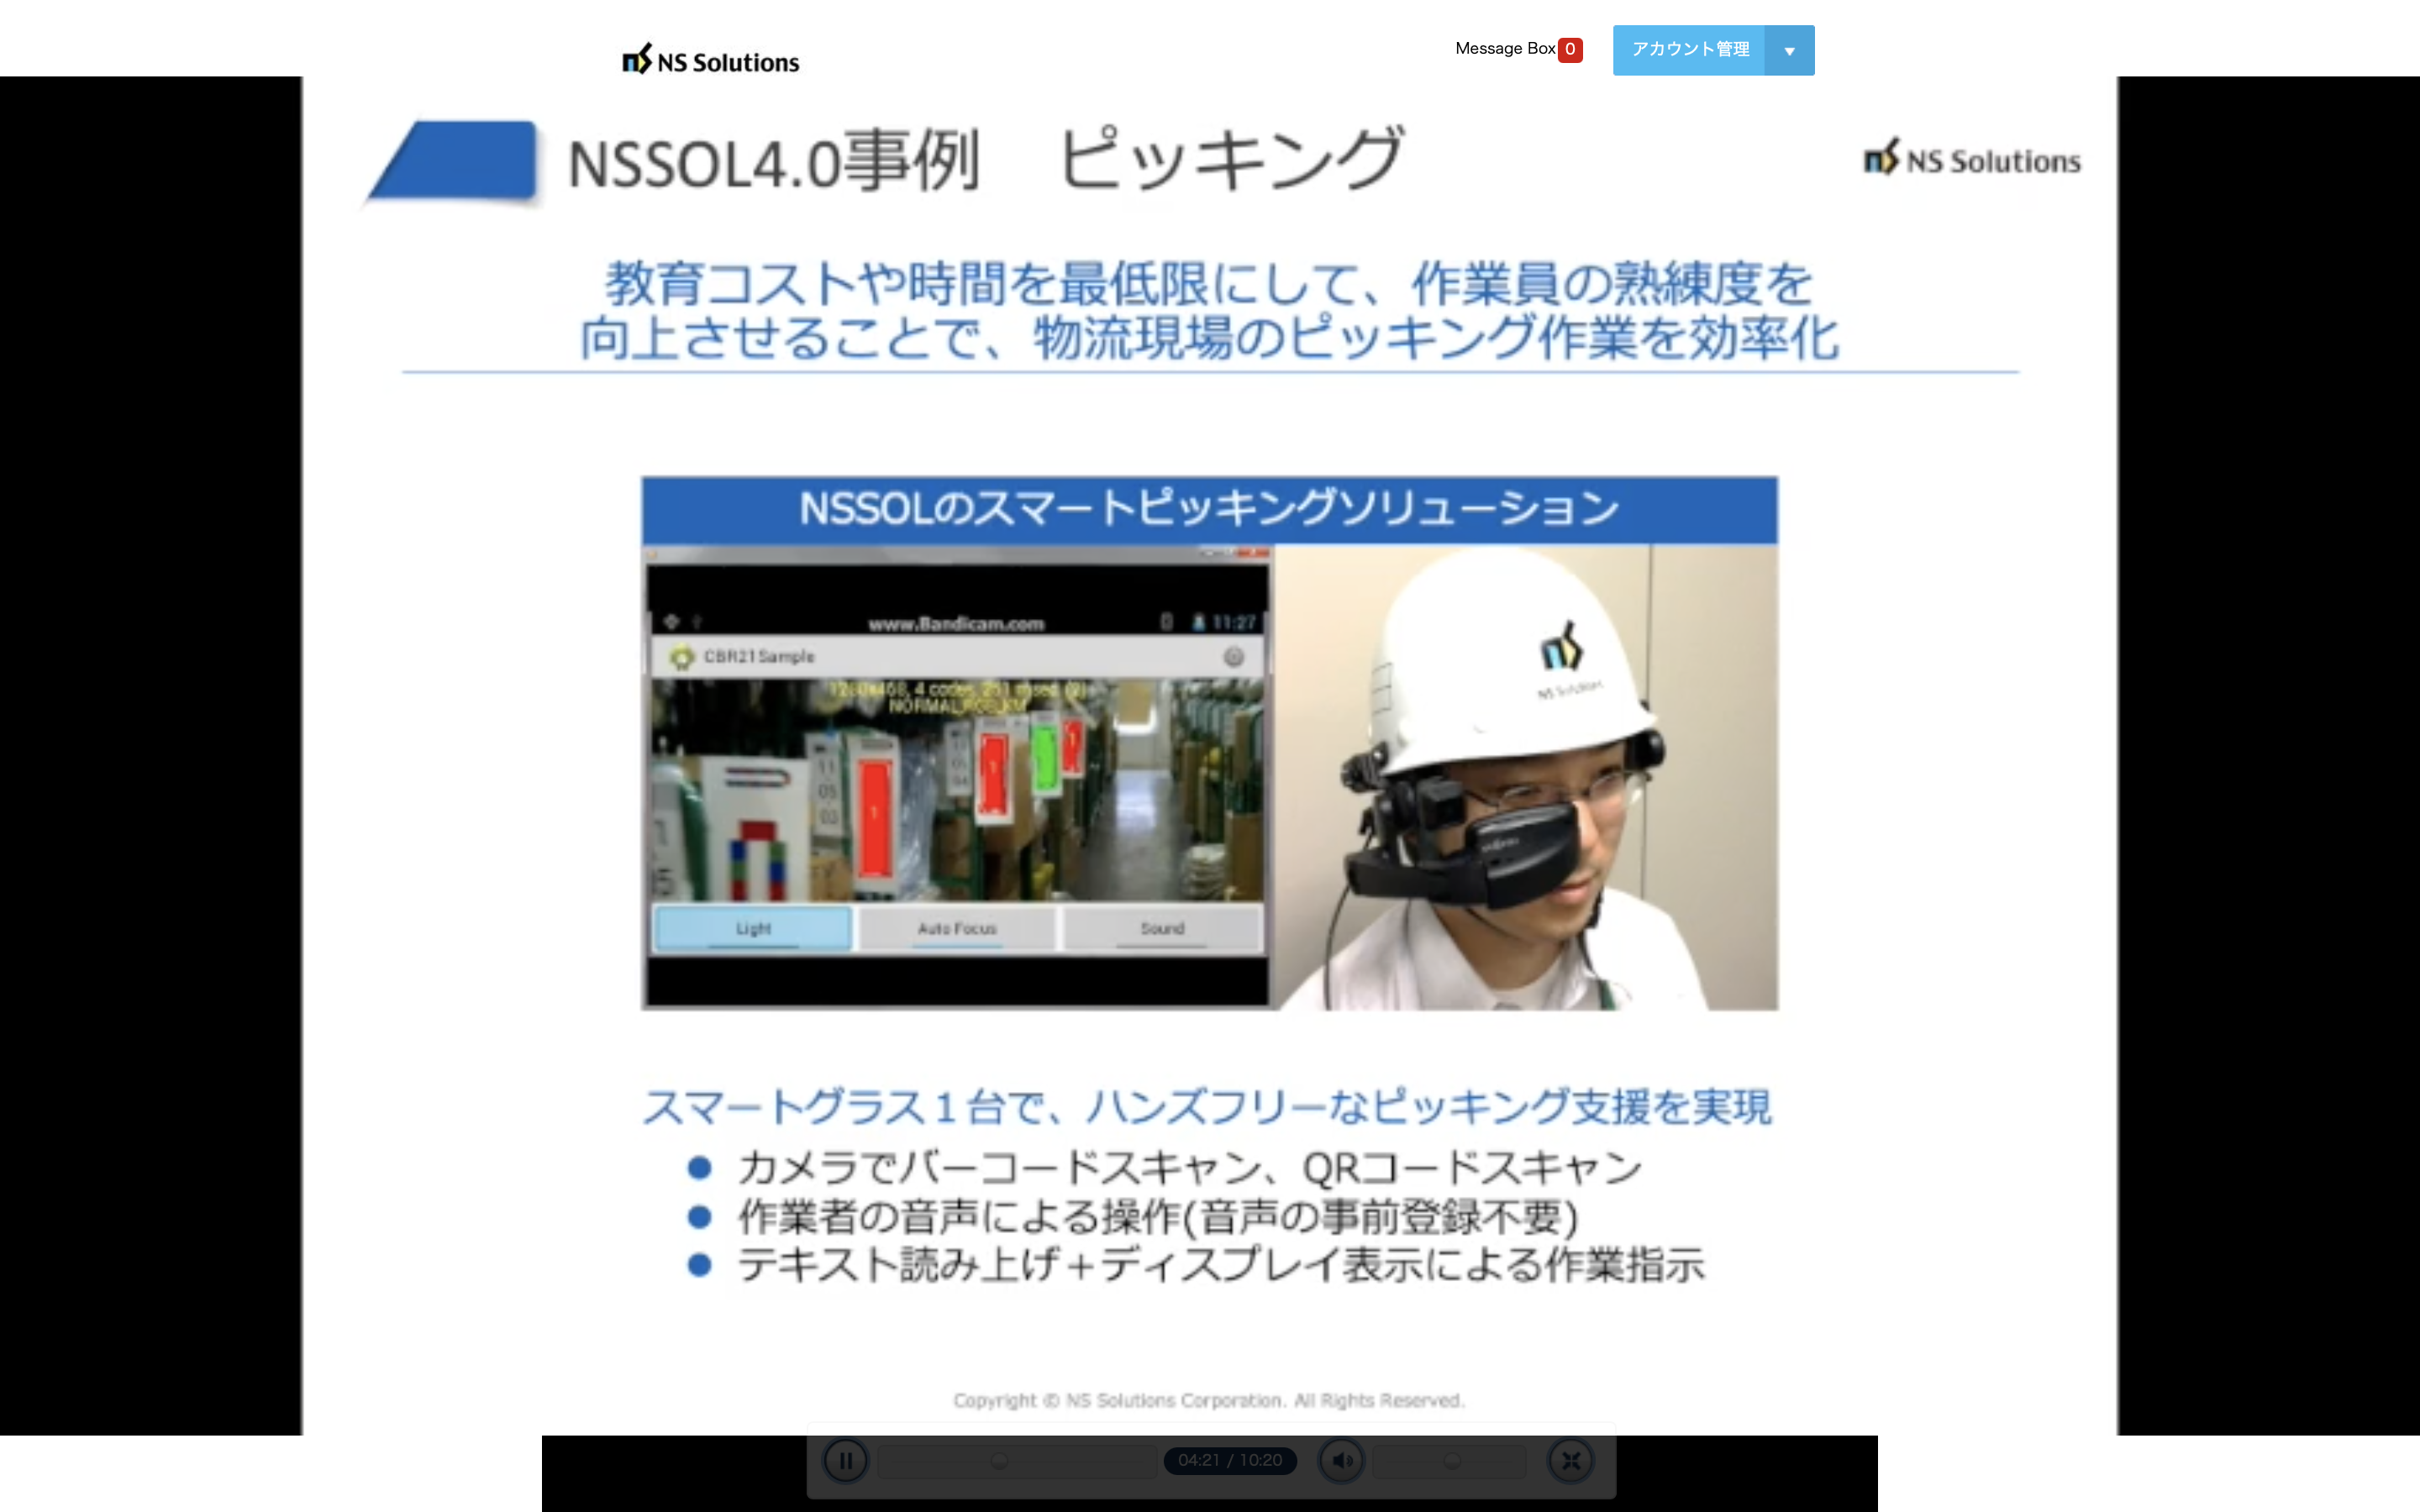 NS Solutions
Message Box 0
アカウント管理
NSSOL4.0事例　ピッキング
NS Solutions
教育コストや時間を最低限にして、作業員の熟練度を
向上させることで、物流現場のピッキング作業を効率化
NSSOLのスマートピッキングソリューション
www.Bandicam.com
11:27
CBR21Sample
11
05
03
1
1
1
Light
Auto Focus
Sound
NS Solutions
スマートグラス１台で、ハンズフリーなピッキング支援を実現
● カメラでバーコードスキャン、QRコードスキャン
● 作業者の音声による操作(音声の事前登録不要)
● テキスト読み上げ＋ディスプレイ表示による作業指示
Copyright © NS Solutions Corporation. All Rights Reserved.
04:21 / 10:20